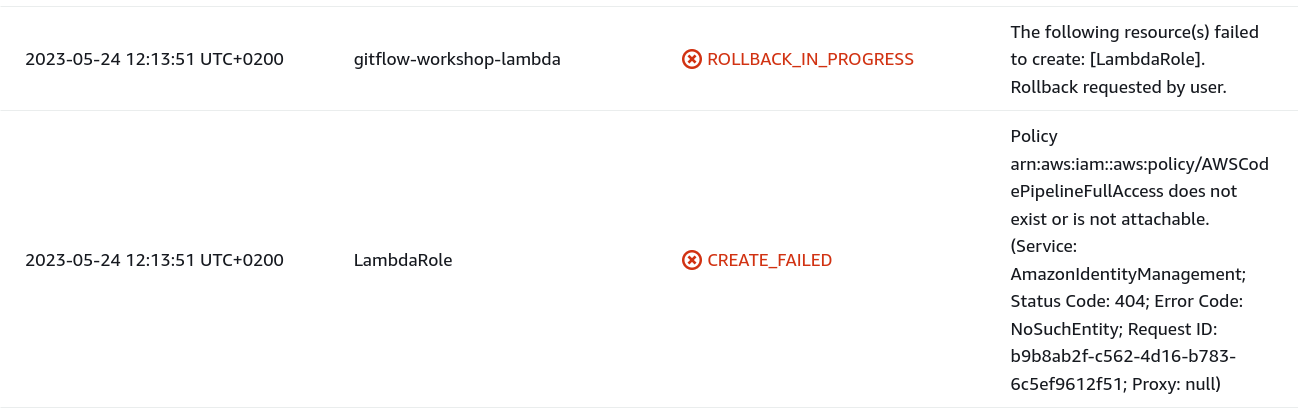 The following resource(s) failed
2023-05-24 12:13:51 UTC+0200 gitflow-workshop-lambda ROLLBACK_IN_PROGRESS to create: [LambdaRole].
Rollback requested by user.
Policy
arn:aws:iam::aws:policy/AWSCod
ePipelineFullAccess does not
exist or is not attachable.
(Service:
2023-05-24 12:13:51 UTC+0200 LambdaRole CREATE_FAILED AmazonIdentityManagement;
Status Code: 404; Error Code:
NoSuchEntity; Request ID:
b9b8ab2f-c562-4d16-b783-
6c5ef9612f51; Proxy: null)